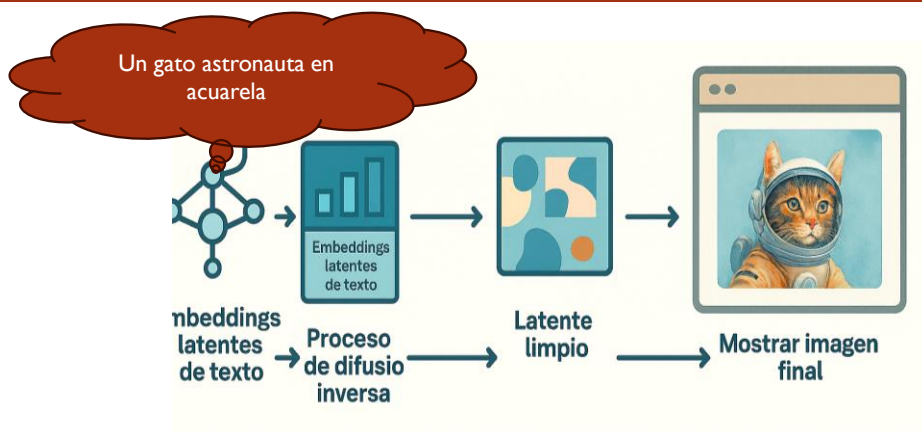 Un gato astronauta en
acuarela
Embeddings
latentes
de texto
mbeddings
latentes
de texto
Proceso
de difusio
inversa
Latente
limpio
Mostrar imagen
final